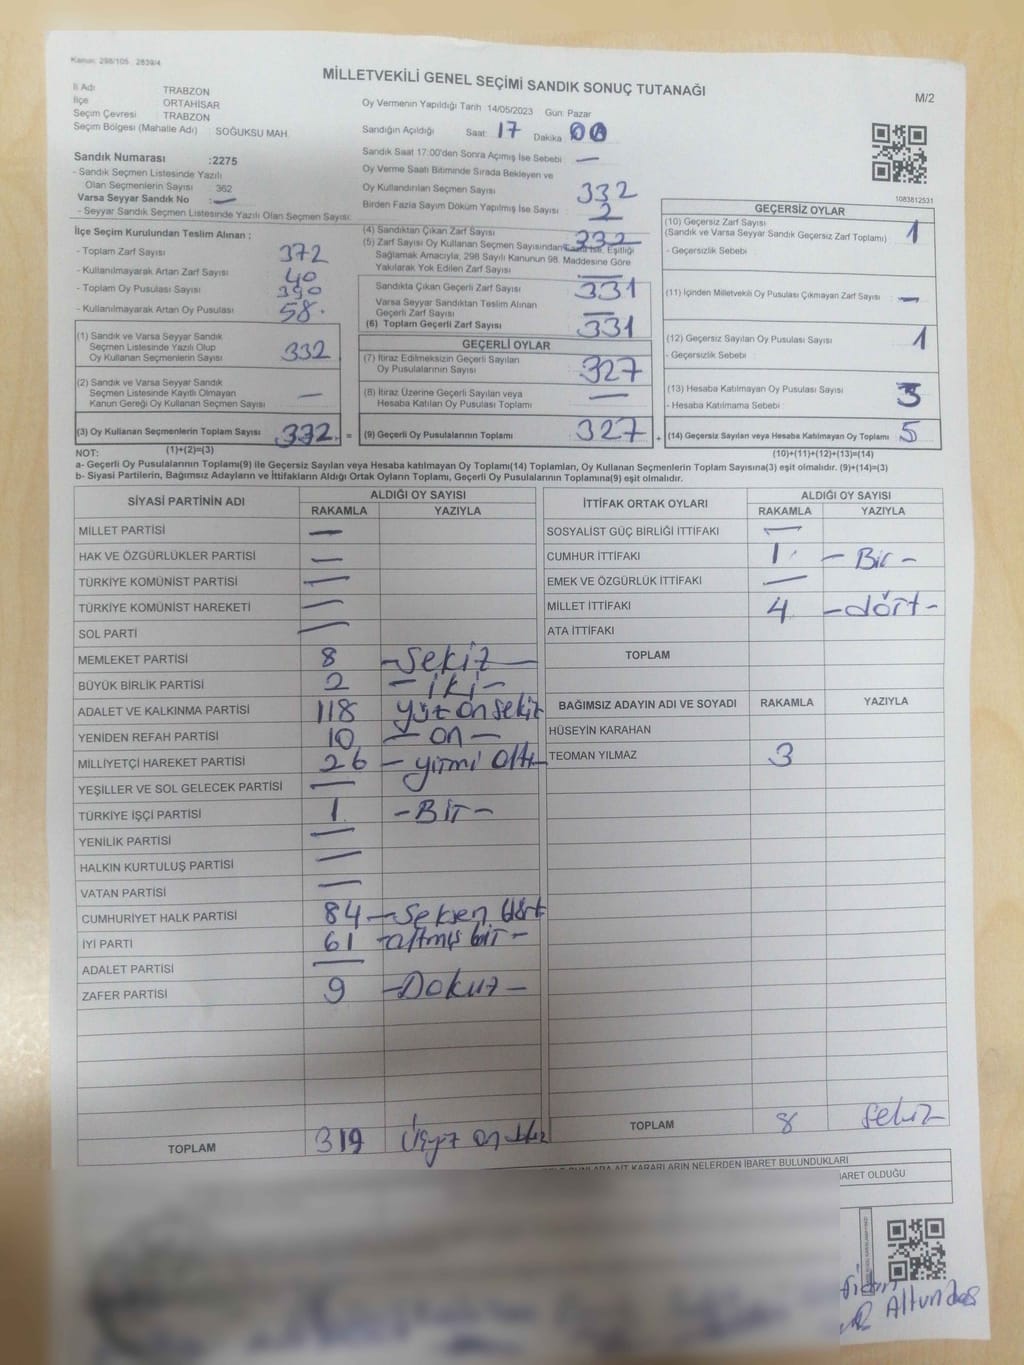 Kanun: 298/105 2839/4
MİLLETVEKİLİ GENEL SEÇİMİ SANDIK SONUÇ TUTANAĞI
M/2
İl Adı TRABZON
İlçe ORTAHİSAR
Seçim Çevresi TRABZON
Seçim Bölgesi (Mahalle Adı) SOĞUKSU MAH.
Oy Vermenin Yapıldığı Tarih 14/05/2023 Gün: Pazar
Sandığın Açıldığı Saat: 17 Dakika 00
Sandık Saat 17:00'den Sonra Açmış İse Sebebi —
Oy Verme Saati Bitiminde Sırada Bekleyen ve
Oy Kullandırılan Seçmen Sayısı 332
Birden Fazla Sayım Döküm Yapılmış İse Sayısı 2
1083812531
Sandık Numarası :2275
- Sandık Seçmen Listesinde Yazılı
Olan Seçmenlerin Sayısı 362
Varsa Seyyar Sandık No :—
- Seyyar Sandık Seçmen Listesinde Yazılı Olan Seçmen Sayısı:
İlçe Seçim Kurulundan Teslim Alınan ;
- Toplam Zarf Sayısı 372
- Kullanılmayarak Artan Zarf Sayısı 40
- Toplam Oy Pusulası Sayısı 390
- Kullanılmayarak Artan Oy Pusulası 58.
(1) Sandık ve Varsa Seyyar Sandık
Seçmen Listesinde Yazılı Olup
Oy Kullanan Seçmenlerin Sayısı 332
(2) Sandık ve Varsa Seyyar Sandık
Seçmen Listesinde Kayıtlı Olmayan
Kanun Gereği Oy Kullanan Seçmen Sayısı —
(3) Oy Kullanan Seçmenlerin Toplam Sayısı 332 =
(4) Sandıktan Çıkan Zarf Sayısı 332
(5) Zarf Sayısı Oy Kullanan Seçmen Sayısından Fazla İse, Eşitliği
Sağlamak Amacıyla, 298 Sayılı Kanunun 98. Maddesine Göre
Yakılarak Yok Edilen Zarf Sayısı —
Sandıkta Çıkan Geçerli Zarf Sayısı 331
Varsa Seyyar Sandıktan Teslim Alınan
Geçerli Zarf Sayısı —
(6) Toplam Geçerli Zarf Sayısı 331
GEÇERLİ OYLAR
(7) İtiraz Edilmeksizin Geçerli Sayılan
Oy Pusulalarının Sayısı 327
(8) İtiraz Üzerine Geçerli Sayılan veya
Hesaba Katılan Oy Pusulası Toplamı —
(9) Geçerli Oy Pusulalarının Toplamı 327 +
GEÇERSİZ OYLAR
(10) Geçersiz Zarf Sayısı 1
(Sandık ve Varsa Seyyar Sandık Geçersiz Zarf Toplamı)
- Geçersizlik Sebebi
(11) İçinden Milletvekili Oy Pusulası Çıkmayan Zarf Sayısı —
(12) Geçersiz Sayılan Oy Pusulası Sayısı 1
- Geçersizlik Sebebi
(13) Hesaba Katılmayan Oy Pusulası Sayısı 3
- Hesaba Katılmama Sebebi
(14) Geçersiz Sayılan veya Hesaba Katılmayan Oy Toplamı 5
NOT: (1)+(2)=(3) (10)+(11)+(12)+(13)=(14)
a- Geçerli Oy Pusulalarının Toplamı(9) ile Geçersiz Sayılan veya Hesaba katılmayan Oy Toplamı(14) Toplamları, Oy Kullanan Seçmenlerin Toplam Sayısına(3) eşit olmalıdır. (9)+(14)=(3)
b- Siyasi Partilerin, Bağımsız Adayların ve İttifakların Aldığı Ortak Oyların Toplamı, Geçerli Oy Pusulalarının Toplamına(9) eşit olmalıdır.
SİYASİ PARTİNİN ADI ALDIĞI OY SAYISI
RAKAMLA YAZIYLA
MİLLET PARTİSİ —
HAK VE ÖZGÜRLÜKLER PARTİSİ —
TÜRKİYE KOMÜNİST PARTİSİ —
TÜRKİYE KOMÜNİST HAREKETİ —
SOL PARTİ —
MEMLEKET PARTİSİ 8 —Sekiz—
BÜYÜK BİRLİK PARTİSİ 2 — iki —
ADALET VE KALKINMA PARTİSİ 118 yüz on sekiz
YENİDEN REFAH PARTİSİ 10 — on —
MİLLİYETÇİ HAREKET PARTİSİ 26 — yirmi altı
YEŞİLLER VE SOL GELECEK PARTİSİ —
TÜRKİYE İŞÇİ PARTİSİ 1 — Bir —
YENİLİK PARTİSİ —
HALKIN KURTULUŞ PARTİSİ —
VATAN PARTİSİ —
CUMHURİYET HALK PARTİSİ 84 — Seksen dört
İYİ PARTİ 61 — altmış bir —
ADALET PARTİSİ —
ZAFER PARTİSİ 9 — Dokuz —
TOPLAM 319 Üçyüz on
İTTİFAK ORTAK OYLARI ALDIĞI OY SAYISI
RAKAMLA YAZIYLA
SOSYALİST GÜÇ BİRLİĞİ İTTİFAKI —
CUMHUR İTTİFAKI 1 — Bir —
EMEK VE ÖZGÜRLÜK İTTİFAKI —
MİLLET İTTİFAKI 4 —dört—
ATA İTTİFAKI
TOPLAM
BAĞIMSIZ ADAYIN ADI VE SOYADI RAKAMLA YAZIYLA
HÜSEYİN KARAHAN
TEOMAN YILMAZ 3
TOPLAM 8 sekiz
AİT KARARLARIN NELERDEN İBARET BULUNDUKLARI
İBARET OLDUĞU
Altundaş